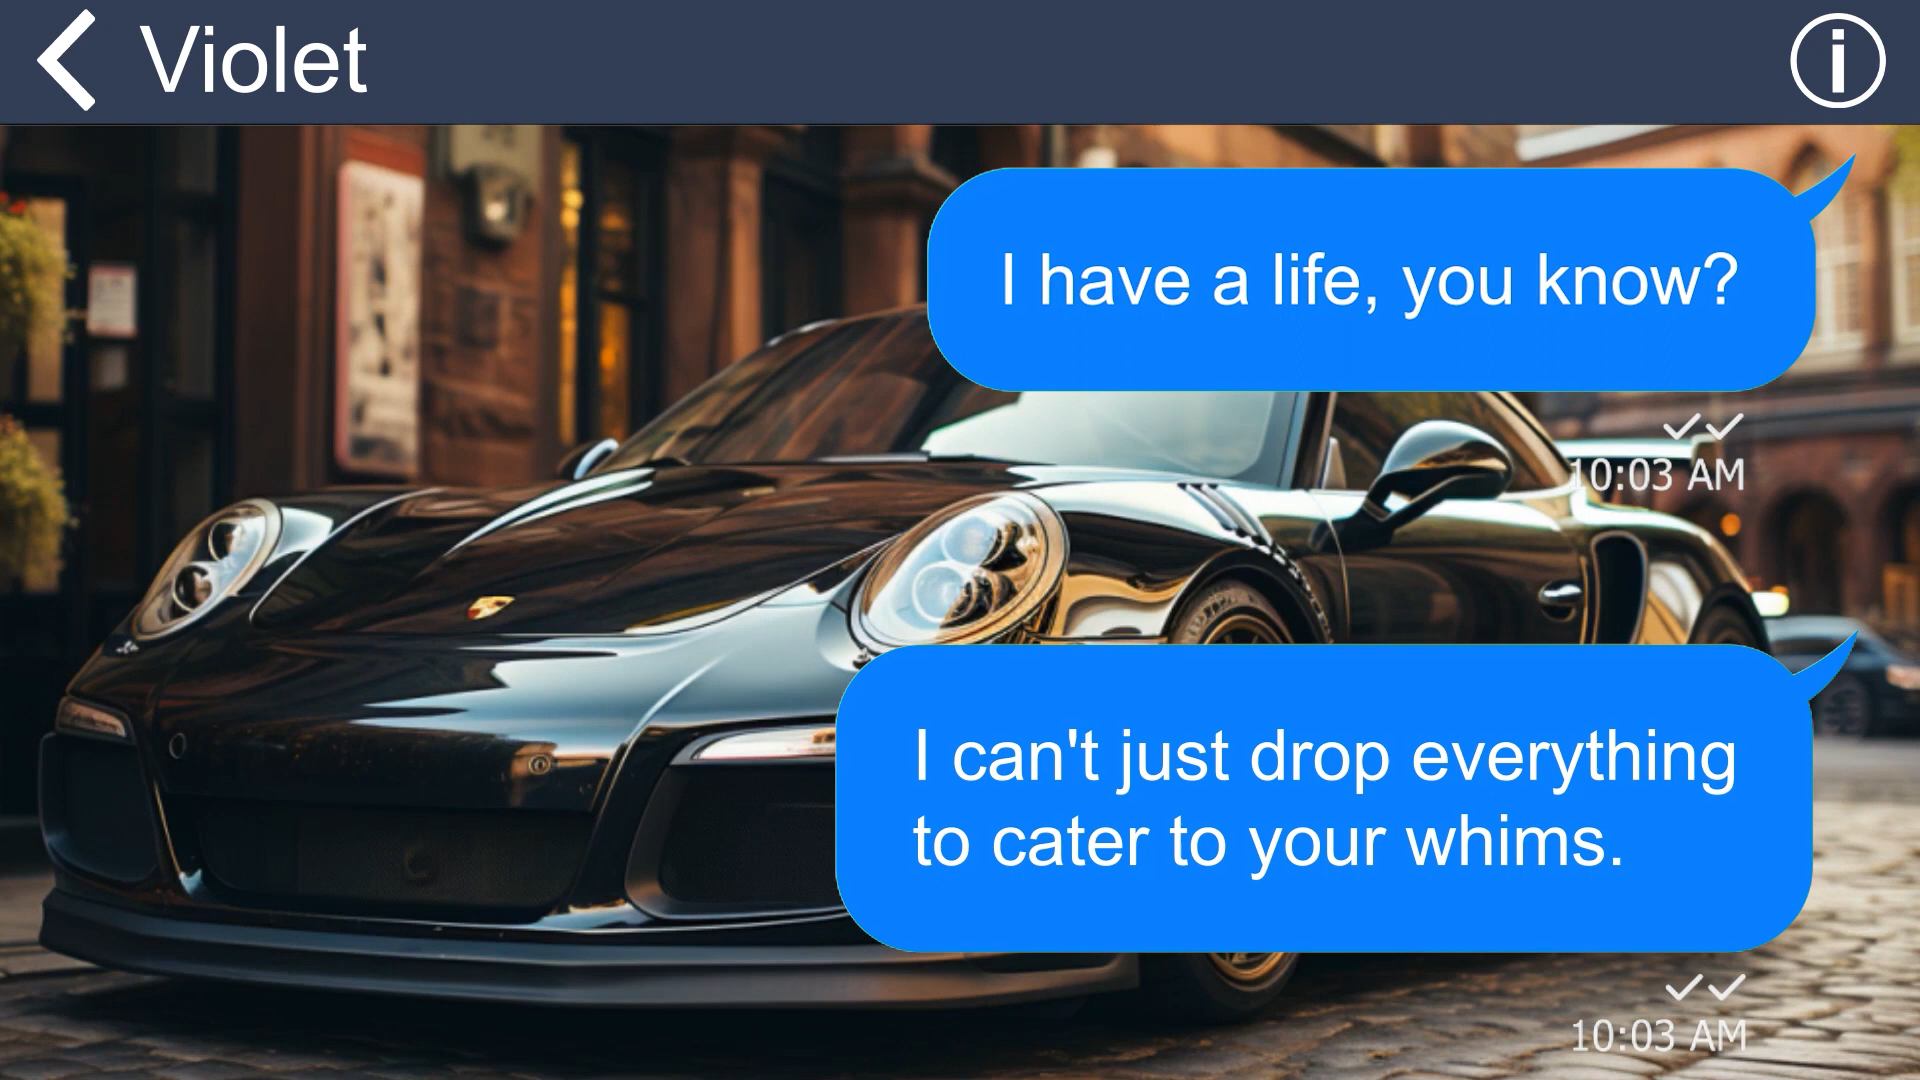 Violet
I have a life, you know?
10:03 AM
I can't just drop everything
to cater to your whims.
10:03 AM